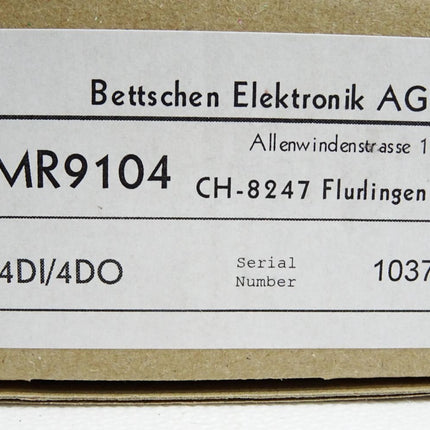 Bettschen Elektronik AG
Allenwindenstrasse 1
MR9104
CH-8247 Flurlingen
4DI/4DO
Serial
Number
1037